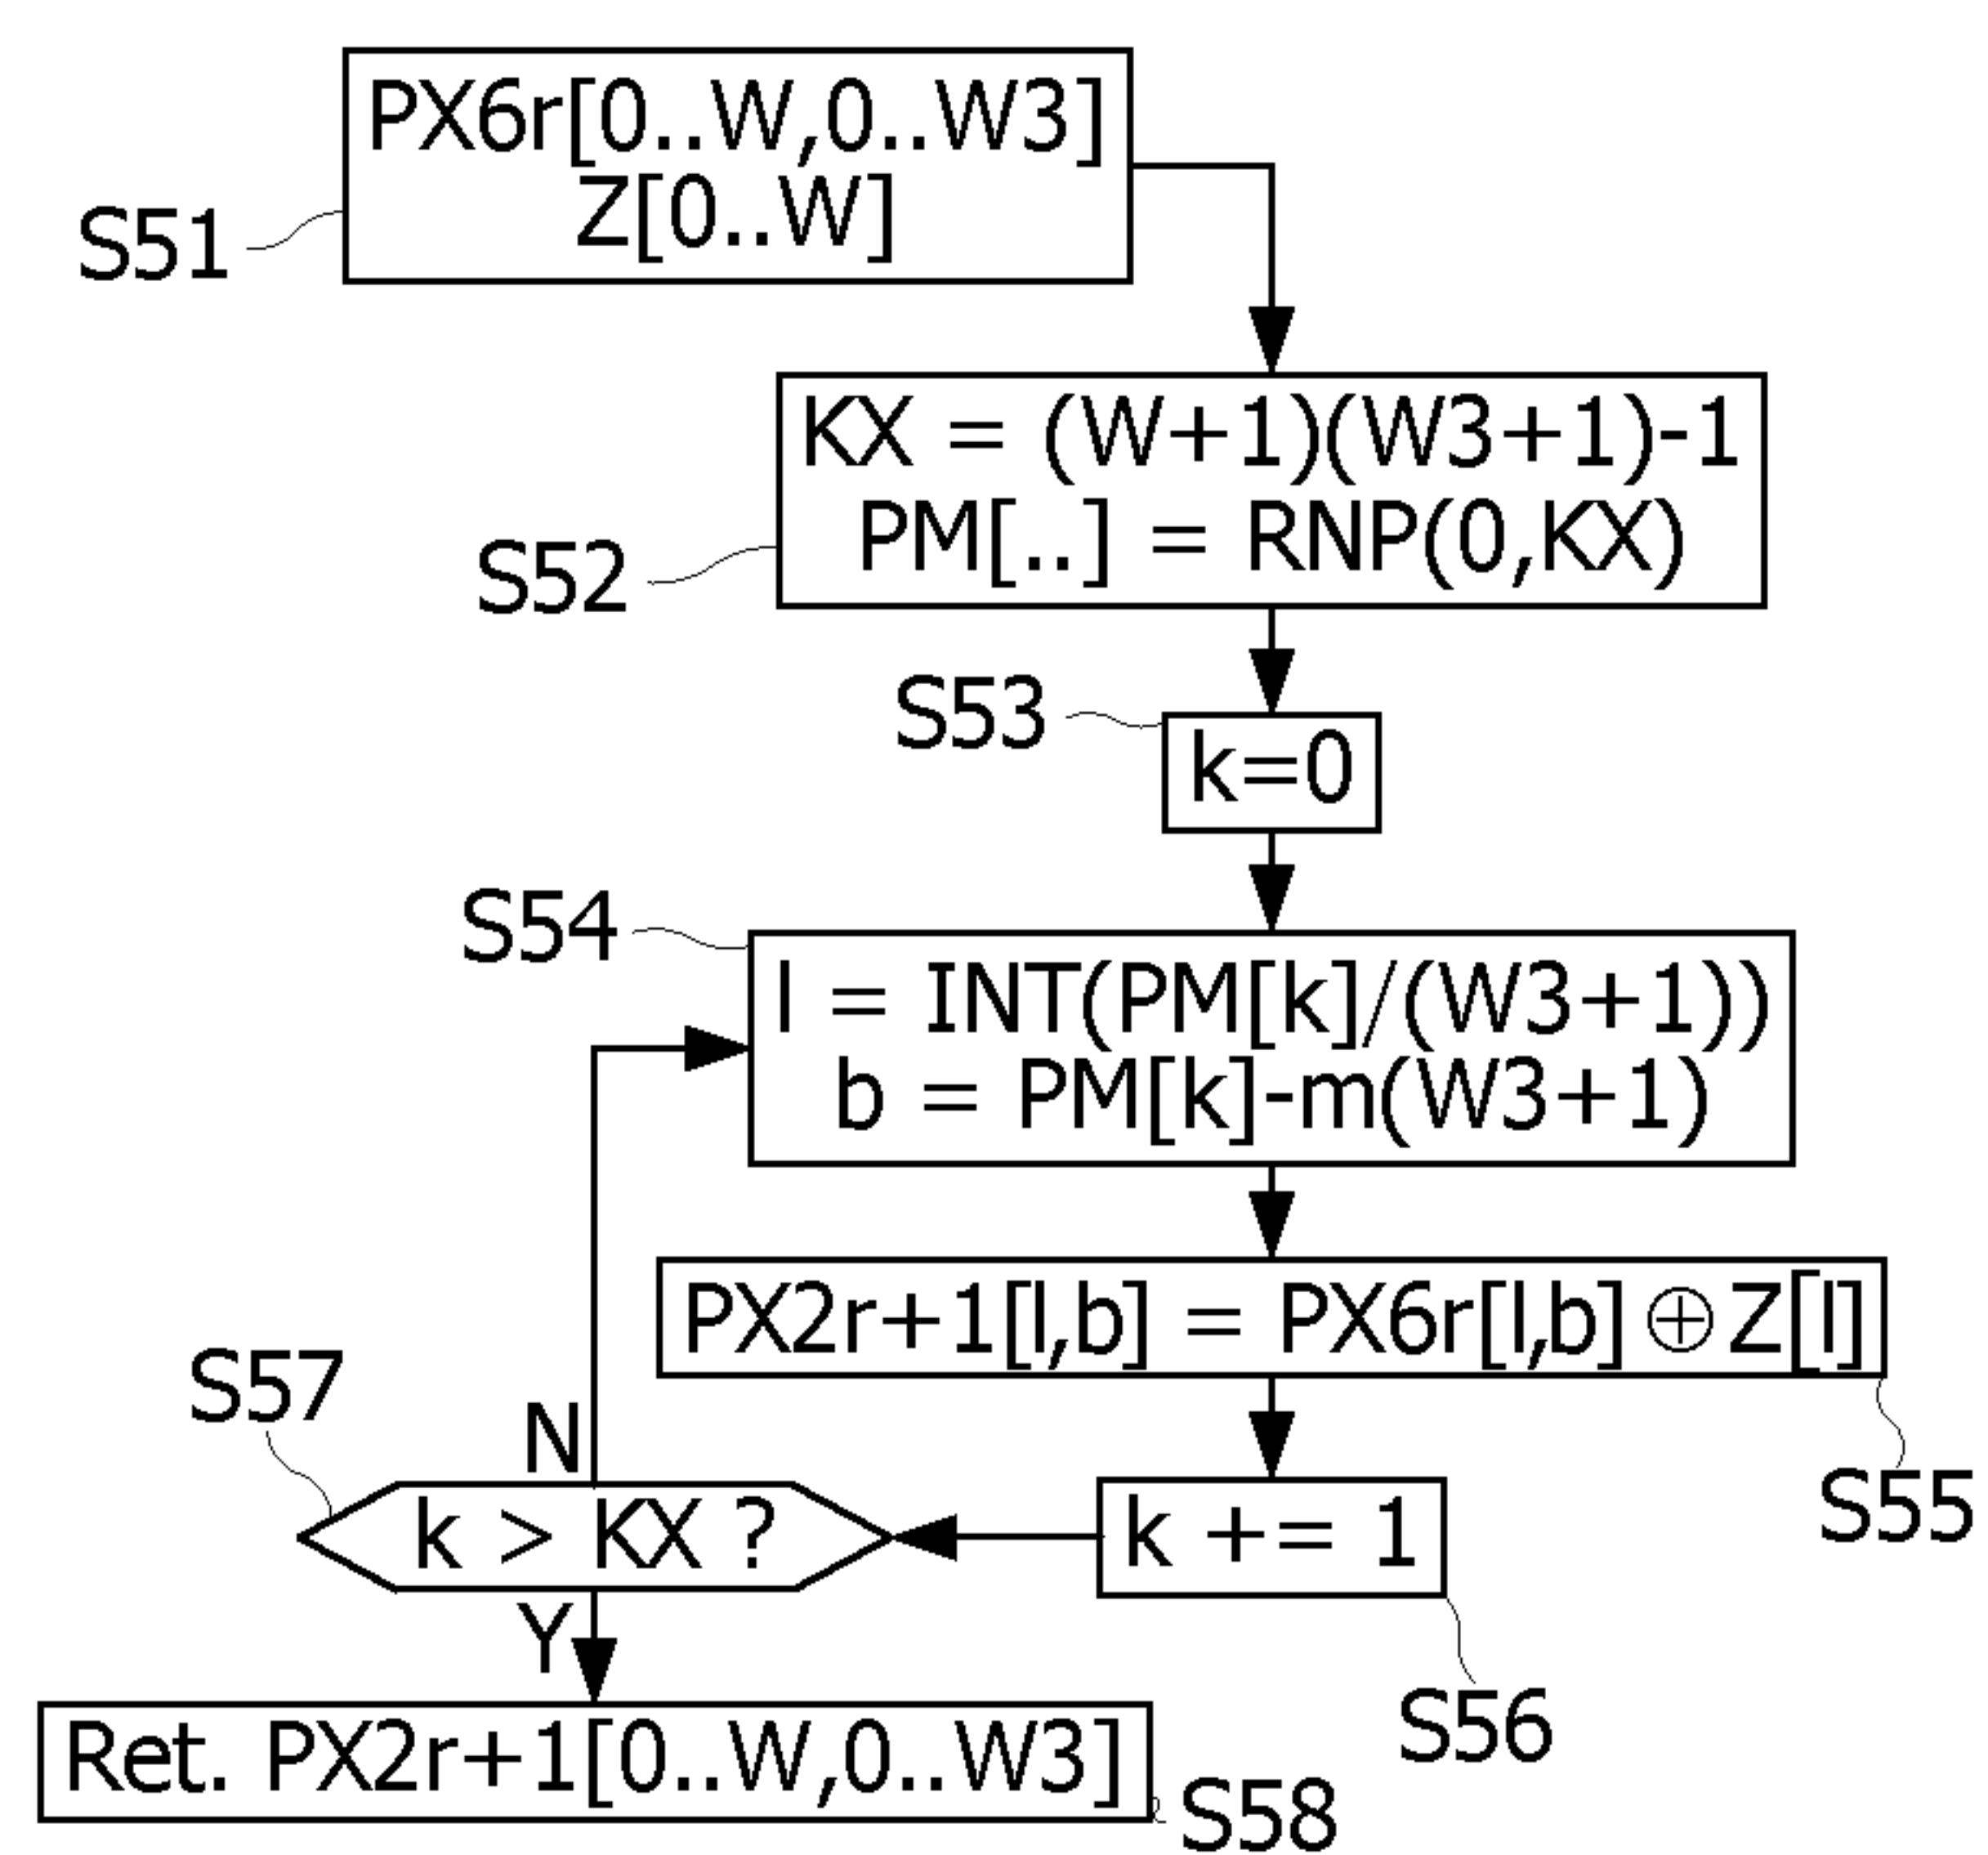 PX6r[0..W,0..W3]
Z[0..W]
S51
KX = (W+1)(W3+1)-1
PM[..] = RNP(0,KX)
S52
S53
k=0
S54
l = INT(PM[k]/(W3+1))
b = PM[k]-m(W3+1)
PX2r+1[l,b] = PX6r[l,b]⊕Z[l]
S55
S57
N
k > KX ?
k += 1
Y
S56
Ret. PX2r+1[0..W,0..W3]
S58